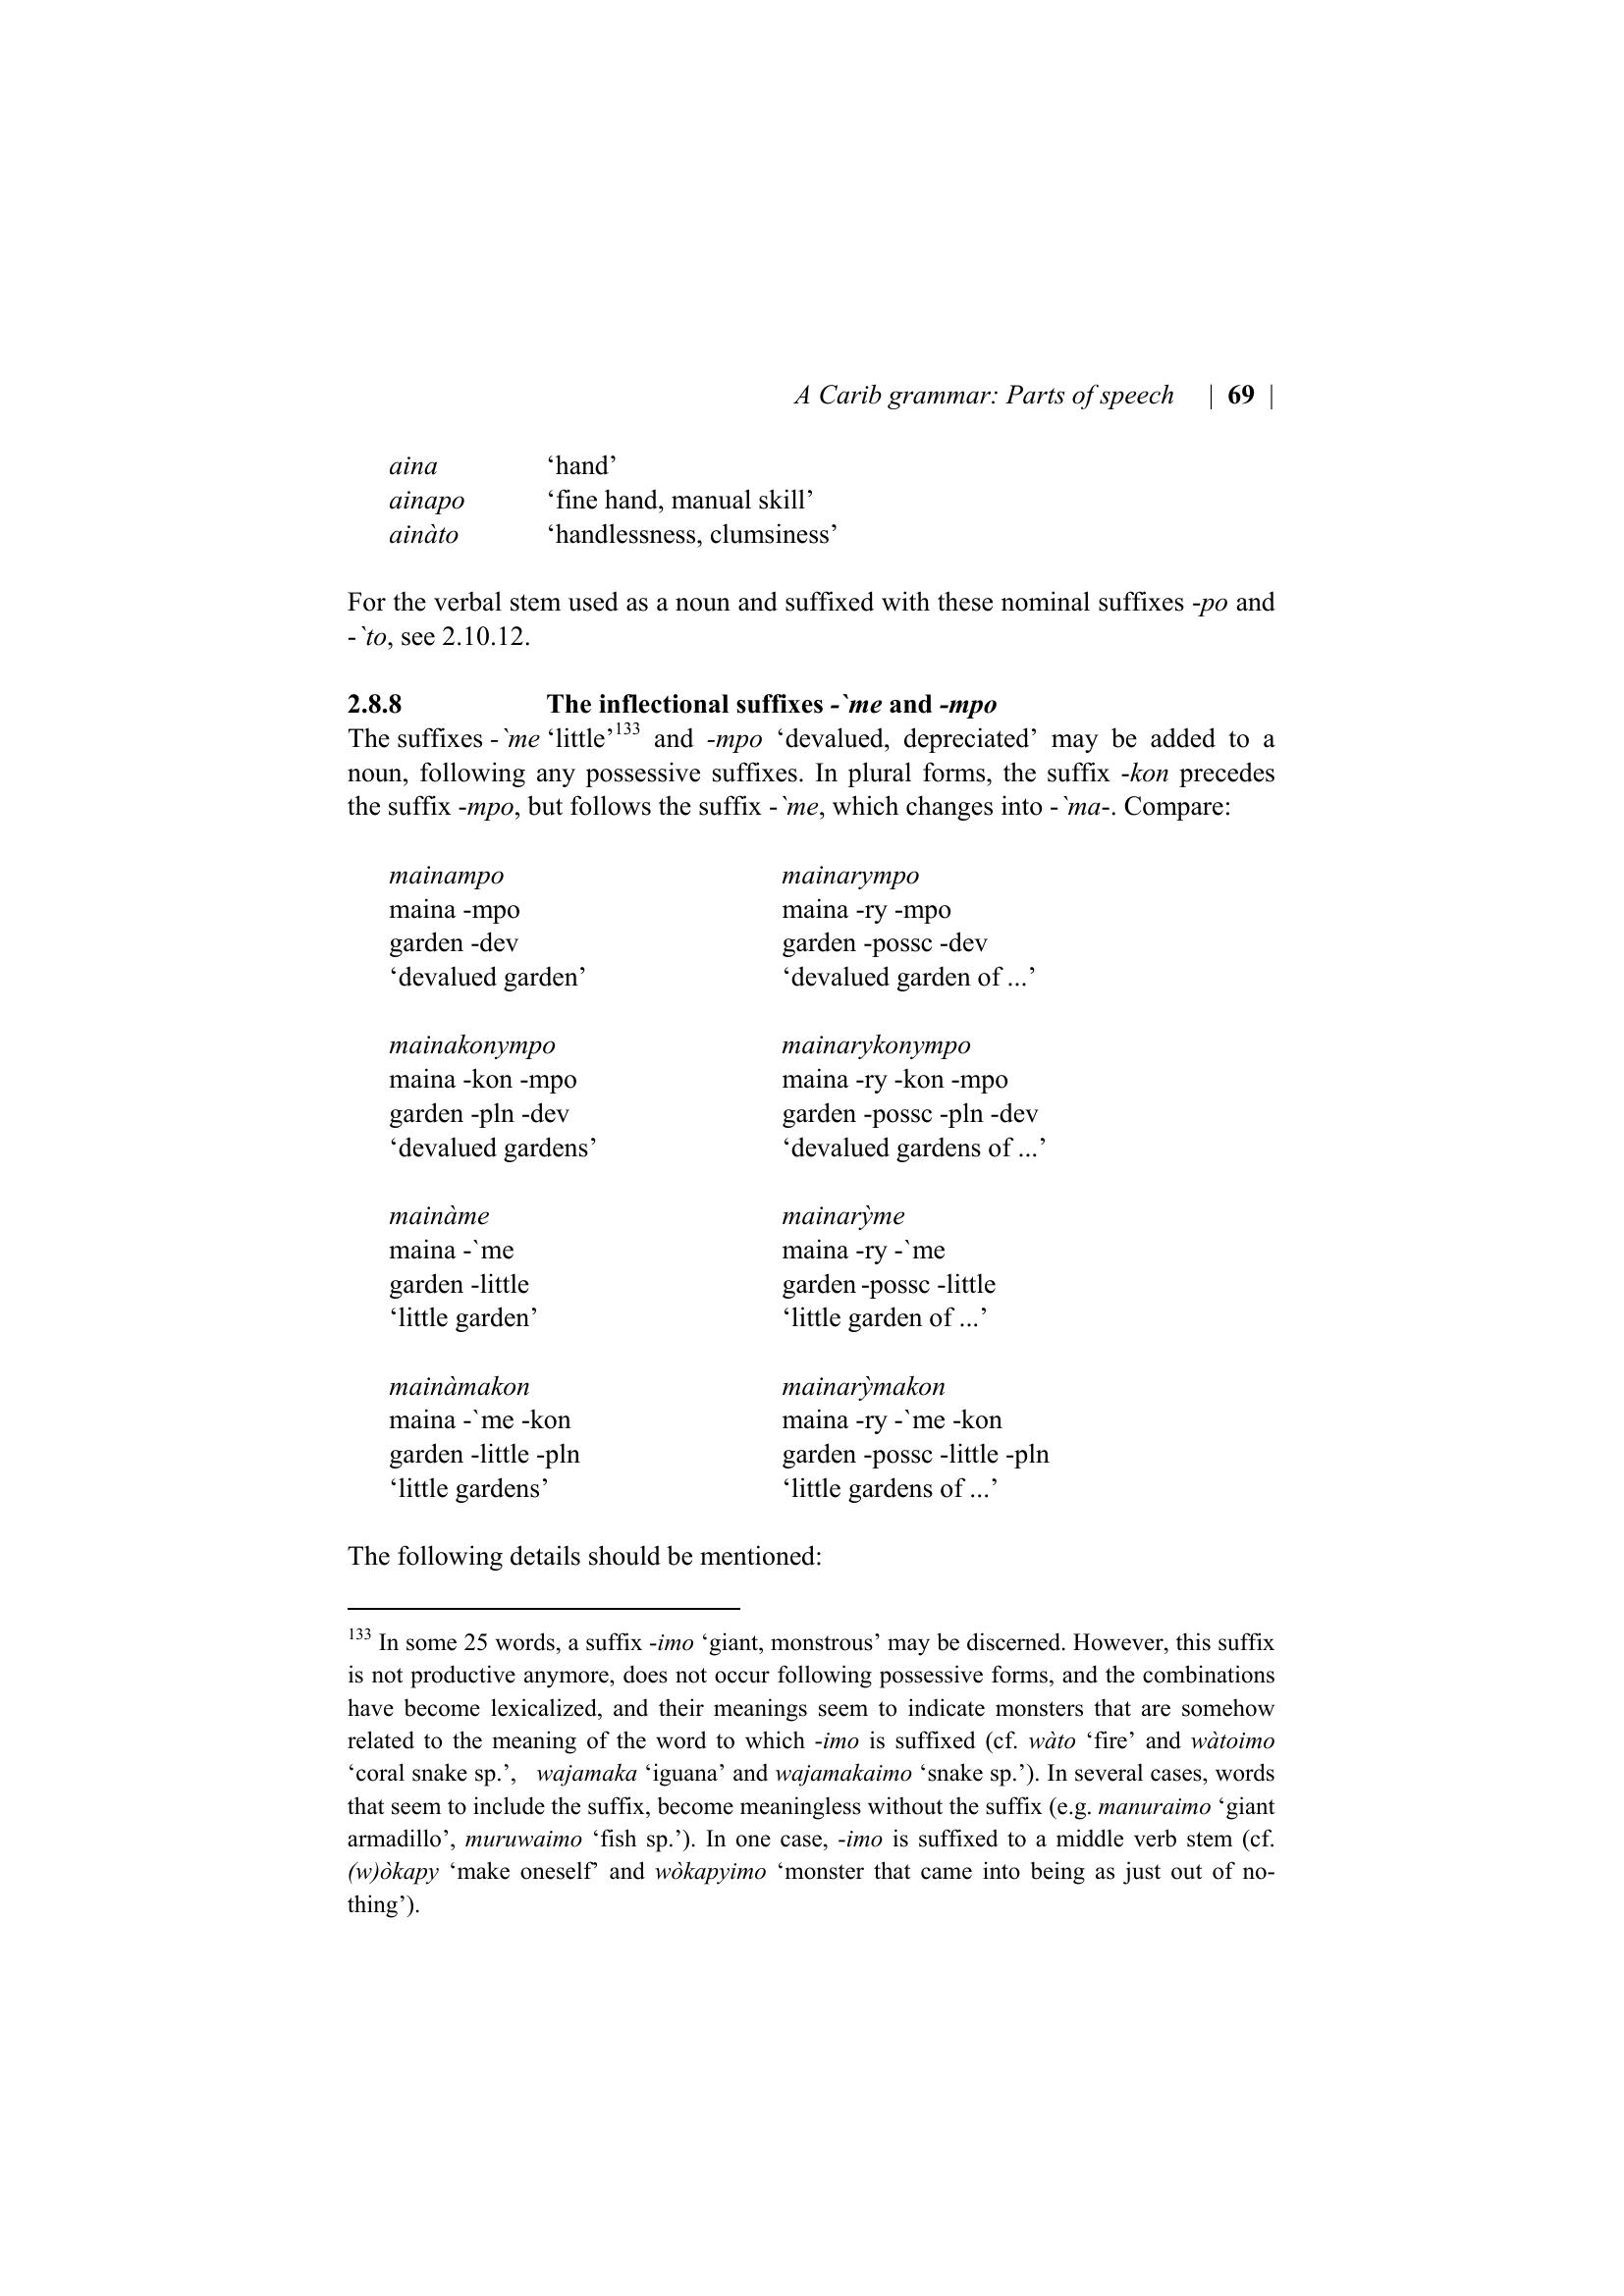 A Carib grammar: Parts of speech | 69 |
aina ‘hand’
ainapo ‘fine hand, manual skill’
ainàto ‘handlessness, clumsiness’
For the verbal stem used as a noun and suffixed with these nominal suffixes -po and
-`to, see 2.10.12.
2.8.8 The inflectional suffixes -`me and -mpo
The suffixes -`me ‘little’133 and -mpo ‘devalued, depreciated’ may be added to a
noun, following any possessive suffixes. In plural forms, the suffix -kon precedes
the suffix -mpo, but follows the suffix -`me, which changes into -`ma-. Compare:
mainampo mainarympo
maina -mpo maina -ry -mpo
garden -dev garden -possc -dev
‘devalued garden’ ‘devalued garden of ...’
mainakonympo mainarykonympo
maina -kon -mpo maina -ry -kon -mpo
garden -pln -dev garden -possc -pln -dev
‘devalued gardens’ ‘devalued gardens of ...’
mainàme mainarỳme
maina -`me maina -ry -`me
garden -little garden -possc -little
‘little garden’ ‘little garden of ...’
mainàmakon mainarỳmakon
maina -`me -kon maina -ry -`me -kon
garden -little -pln garden -possc -little -pln
‘little gardens’ ‘little gardens of ...’
The following details should be mentioned:
133 In some 25 words, a suffix -imo ‘giant, monstrous’ may be discerned. However, this suffix
is not productive anymore, does not occur following possessive forms, and the combinations
have become lexicalized, and their meanings seem to indicate monsters that are somehow
related to the meaning of the word to which -imo is suffixed (cf. wàto ‘fire’ and wàtoimo
‘coral snake sp.’, wajamaka ‘iguana’ and wajamakaimo ‘snake sp.’). In several cases, words
that seem to include the suffix, become meaningless without the suffix (e.g. manuraimo ‘giant
armadillo’, muruwaimo ‘fish sp.’). In one case, -imo is suffixed to a middle verb stem (cf.
(w)òkapy ‘make oneself’ and wòkapyimo ‘monster that came into being as just out of no-
thing’).